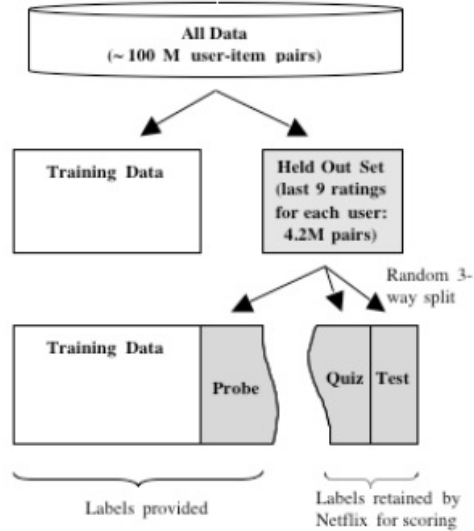 All Data
(~ 100 M user-item pairs)
Training Data
Held Out Set
(last 9 ratings
for each user:
4.2M pairs)
Random 3-
way split
Training Data
Probe
Quiz
Test
Labels provided
Labels retained by
Netflix for scoring